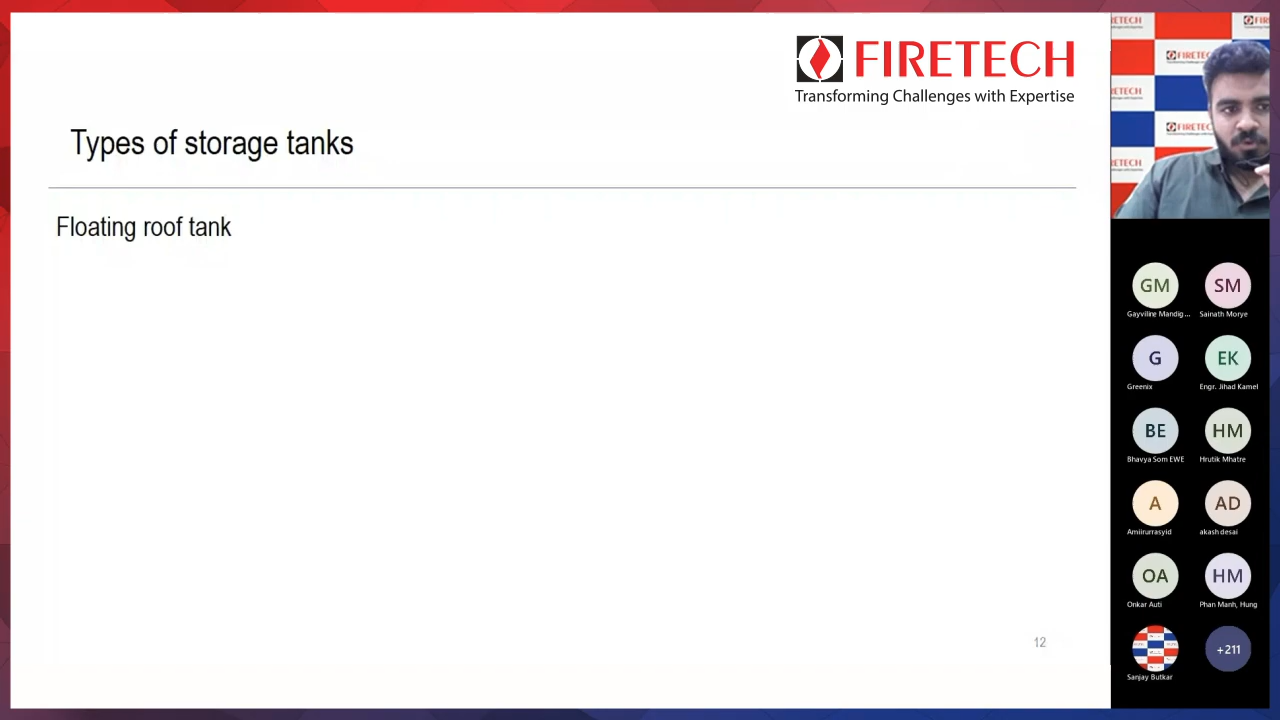 FIRETECH
Transforming Challenges with Expertise
Types of storage tanks
Floating roof tank
12
GM
Gayviline Mandig...
SM
Sainath Morye
G
Greenix
EK
Engr. Jihad Kamel
BE
Bhavya Som EWE
HM
Hrutik Mhatre
A
Amiirurrasyid
AD
akash desai
OA
Onkar Auti
HM
Phan Manh, Hung
Sanjay Butkar
+211